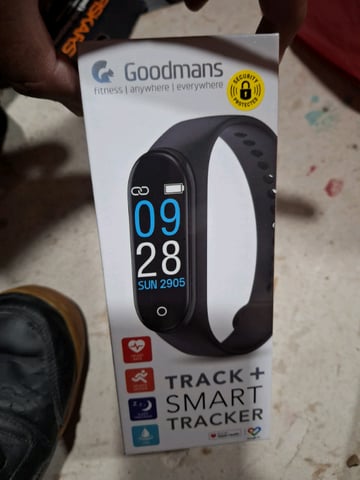 Goodmans
fitness | anywhere | everywhere
SECURITY
PROTECTED
09
28
SUN 2905
TRACK +
SMART
TRACKER